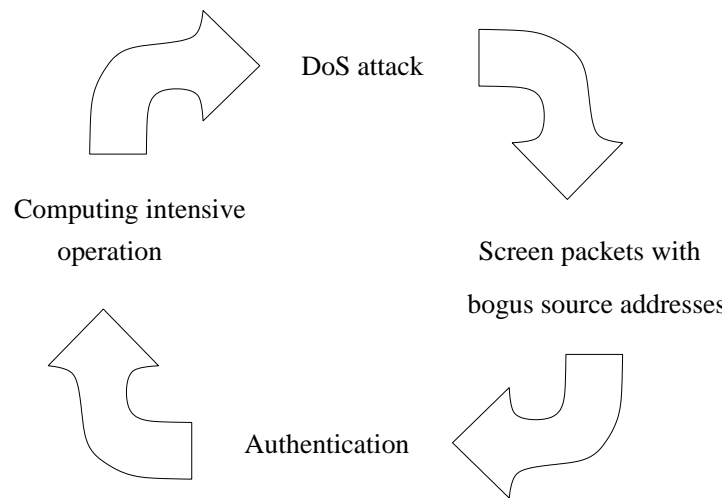 DoS attack
Screen packets with
bogus source addresses
Authentication
Computing intensive
operation